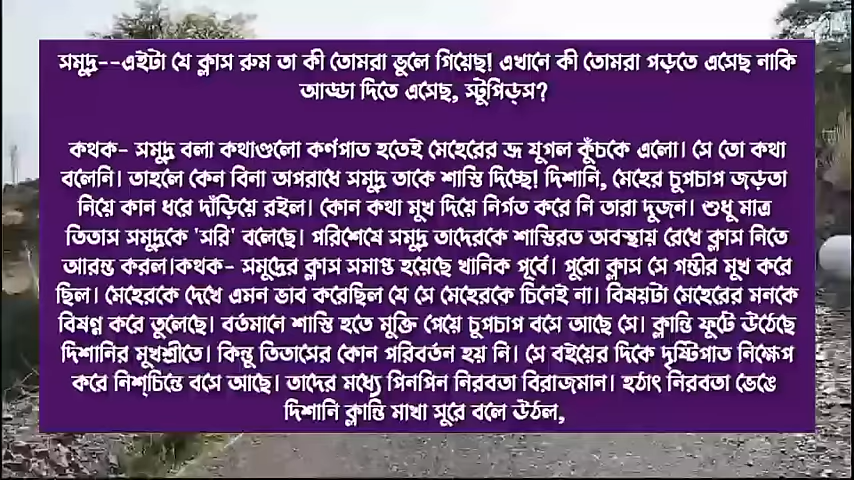 সমুদ্র--এইটা যে ক্লাস রুম তা কী তোমরা ভুলে গিয়েছ! এখানে কী তোমরা পড়তে এসেছ নাকি
আড্ডা দিতে এসেছ, স্টুপিড্স?
কথক- সমুদ্র বলা কথাগুলো কর্ণপাত হতেই মেহেরের ভ্রু যুগল কুঁচকে এলো। সে তো কথা
বলেনি। তাহলে কেন বিনা অপরাধে সমুদ্র তাকে শাস্তি দিচ্ছে! দিশানি, মেহের চুপচাপ জড়তা
নিয়ে কান ধরে দাঁড়িয়ে রইল। কোন কথা মুখ দিয়ে নির্গত করে নি তারা দুজন। শুধু মাত্র
তিতাস সমুদ্রকে 'সরি' বলেছে। পরিশেষে সমুদ্র তাদেরকে শাস্তিরত অবস্থায় রেখে ক্লাস নিতে
আরম্ভ করল।কথক- সমুদ্রের ক্লাস সমাপ্ত হয়েছে খানিক পূর্বে। পুরো ক্লাস সে গম্ভীর মুখ করে
ছিল। মেহেরকে দেখে এমন ভাব করেছিল যে সে মেহেরকে চিনেই না। বিষয়টা মেহেরের মনকে
বিষণ্ণ করে তুলেছে। বর্তমানে শাস্তি হতে মুক্তি পেয়ে চুপচাপ বসে আছে সে। ক্লান্তি ফুটে উঠেছে
দিশানির মুখশ্রীতে। কিন্তু তিতাসের কোন পরিবর্তন হয় নি। সে বইয়ের দিকে দৃষ্টিপাত নিক্ষেপ
করে নিশ্চিন্তে বসে আছে। তাদের মধ্যে পিনপিন নিরবতা বিরাজমান। হঠাৎ নিরবতা ভেঙে
দিশানি ক্লান্তি মাখা সুরে বলে উঠল,